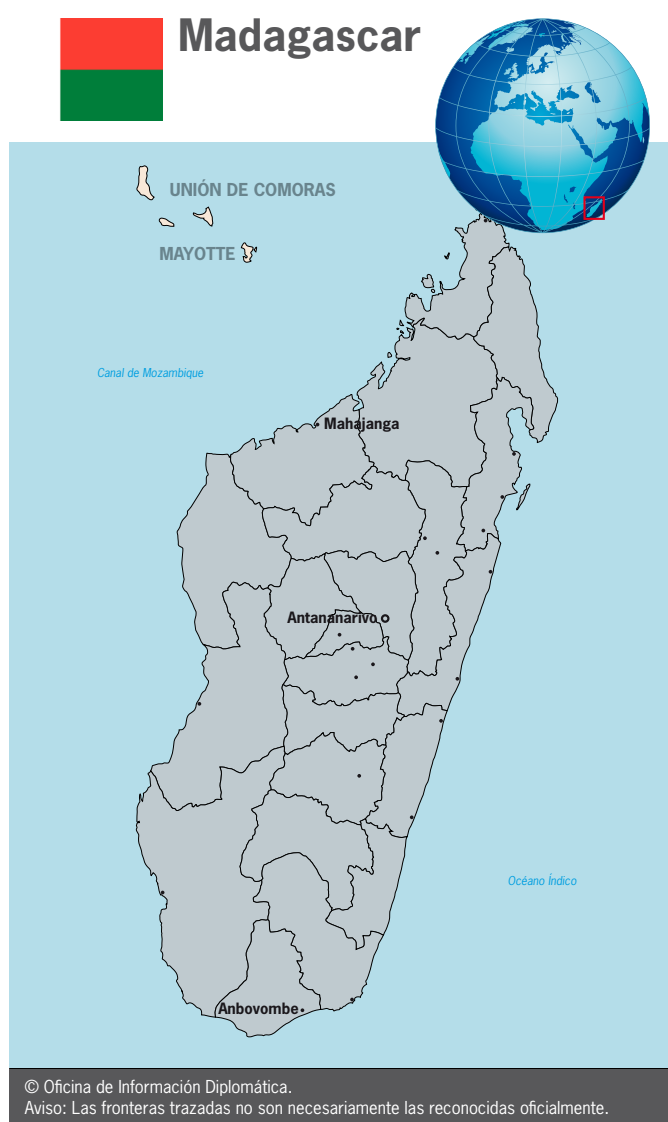 Madagascar
UNIÓN DE COMORAS
MAYOTTE
Canal de Mozambique
Mahajanga
Antananarivo
Océano Índico
Anbovombe
© Oficina de Información Diplomática.
Aviso: Las fronteras trazadas no son necesariamente las reconocidas oficialmente.